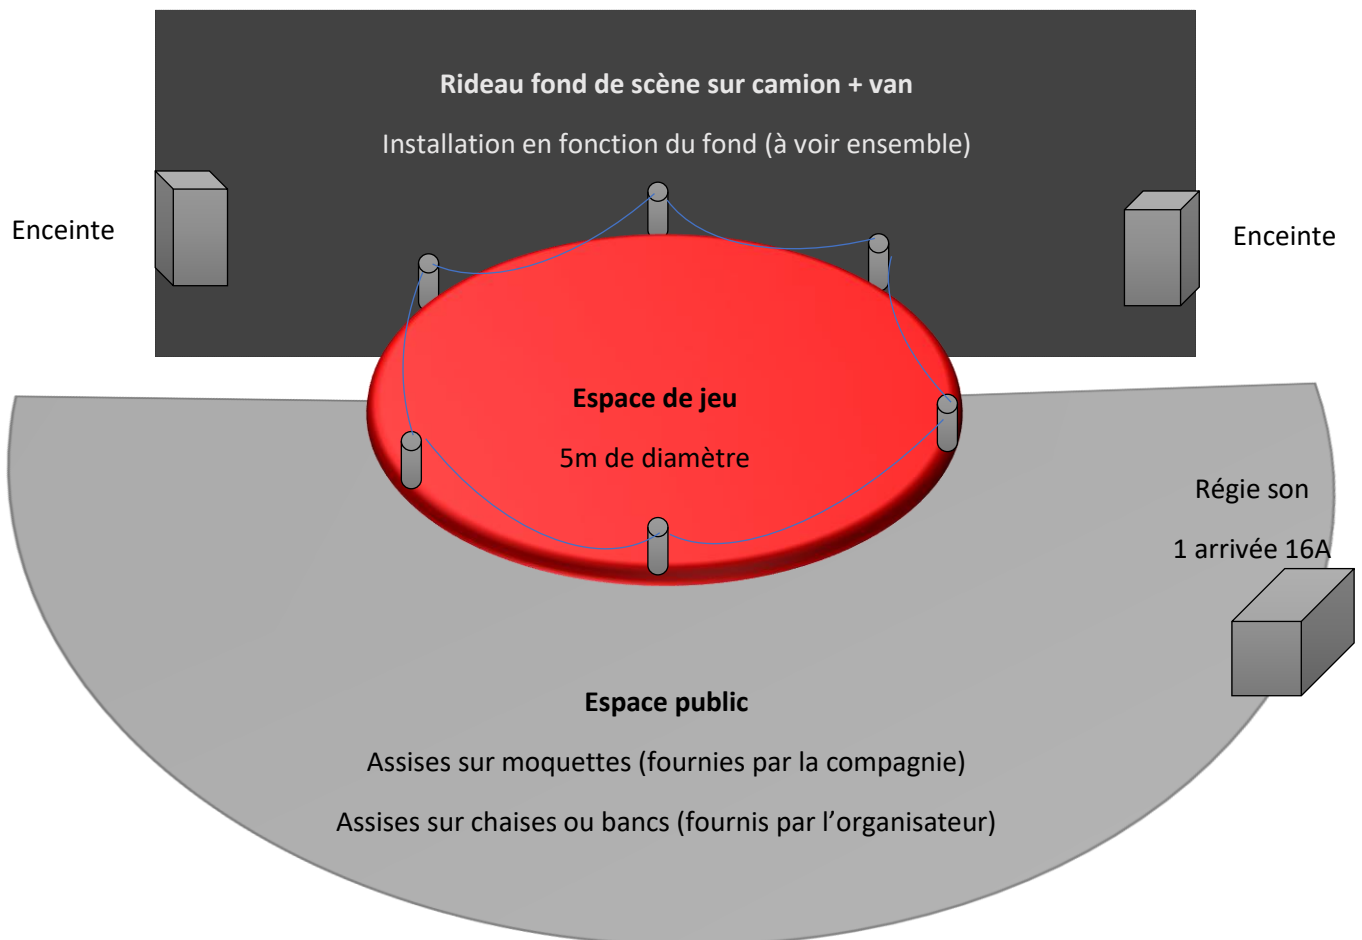 Rideau fond de scène sur camion + van
Installation en fonction du fond (à voir ensemble)
Enceinte
Enceinte
Espace de jeu
5m de diamètre
Régie son
1 arrivée 16A
Espace public
Assises sur moquettes (fournies par la compagnie)
Assises sur chaises ou bancs (fournis par l’organisateur)